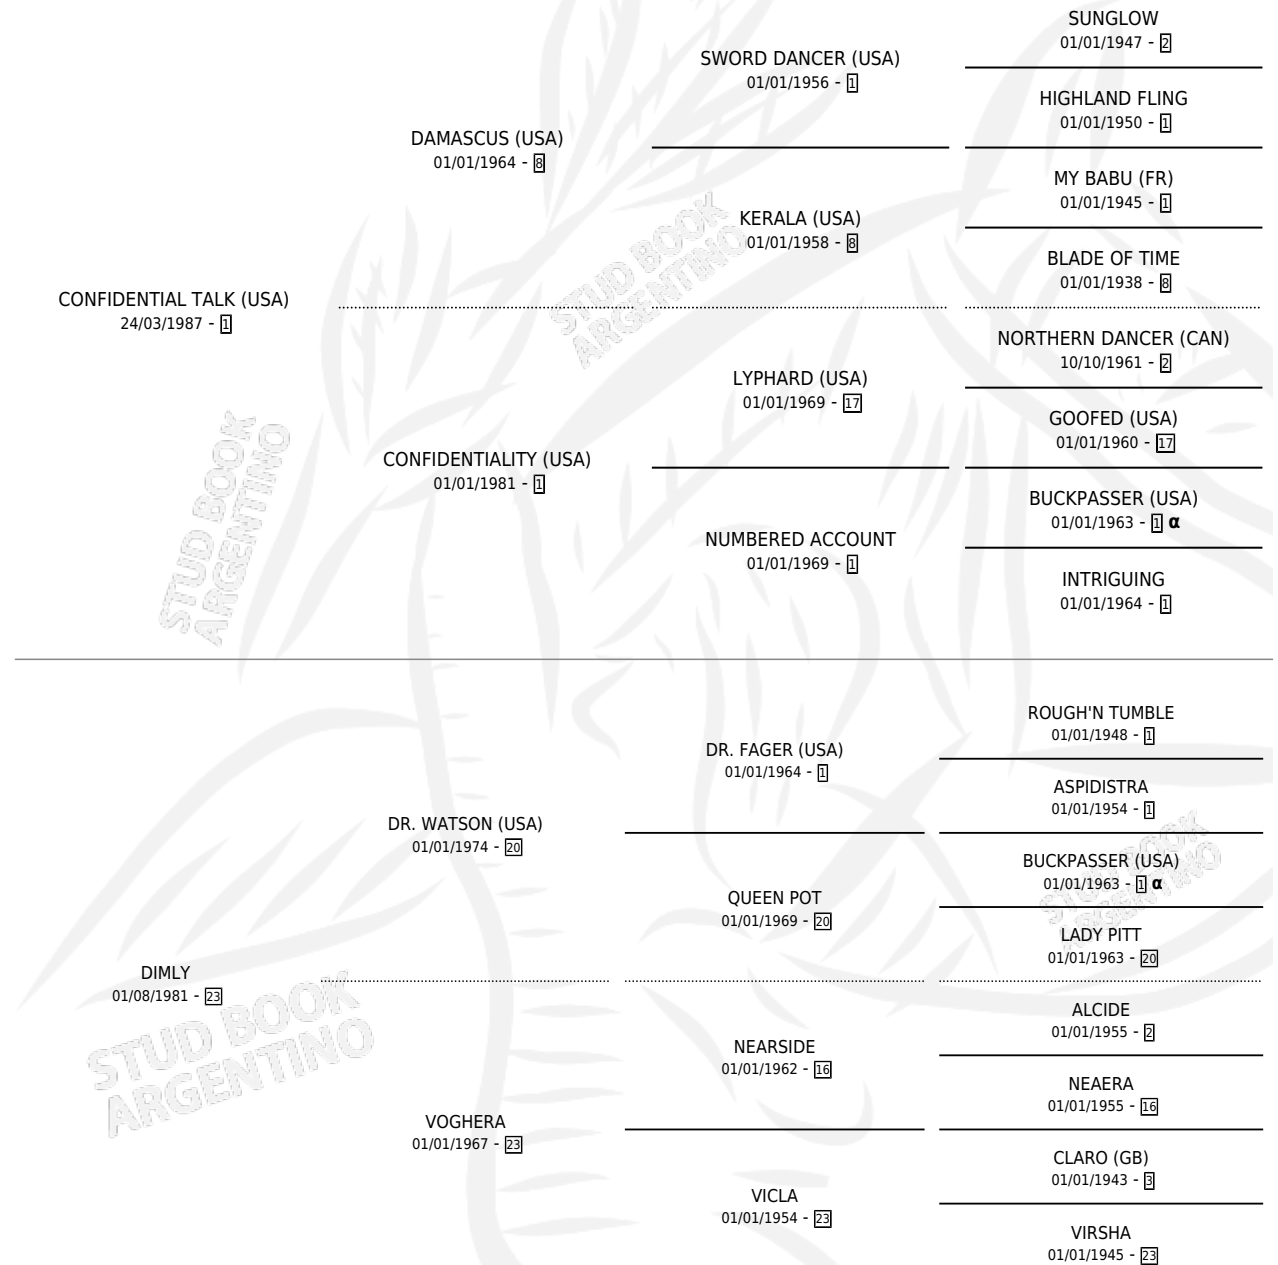 SUNGLOW
01/01/1947 - 2
SWORD DANCER (USA)
01/01/1956 - 1
HIGHLAND FLING
01/01/1950 - 1
DAMASCUS (USA)
01/01/1964 - 8
MY BABU (FR)
01/01/1945 - 1
KERALA (USA)
01/01/1958 - 8
BLADE OF TIME
01/01/1938 - 8
CONFIDENTIAL TALK (USA)
24/03/1987 - 1
NORTHERN DANCER (CAN)
10/10/1961 - 2
LYPHARD (USA)
01/01/1969 - 17
GOOFED (USA)
01/01/1960 - 17
CONFIDENTIALITY (USA)
01/01/1981 - 1
BUCKPASSER (USA)
01/01/1963 - 1 α
NUMBERED ACCOUNT
01/01/1969 - 1
INTRIGUING
01/01/1964 - 1
STUD BOOK
ARGENTINO
STUD BOOK
ARGENTINO
ROUGH'N TUMBLE
01/01/1948 - 1
DR. FAGER (USA)
01/01/1964 - 1
ASPIDISTRA
01/01/1954 - 1
DR. WATSON (USA)
01/01/1974 - 20
BUCKPASSER (USA)
01/01/1963 - 1 α
QUEEN POT
01/01/1969 - 20
LADY PITT
01/01/1963 - 20
DIMLY
01/08/1981 - 23
ALCIDE
01/01/1955 - 2
NEARSIDE
01/01/1962 - 16
NEAERA
01/01/1955 - 16
VOGHERA
01/01/1967 - 23
CLARO (GB)
01/01/1943 - 3
VICLA
01/01/1954 - 23
VIRSHA
01/01/1945 - 23
STUD BOOK
ARGENTINO
STUD BOOK
ARGENTINO